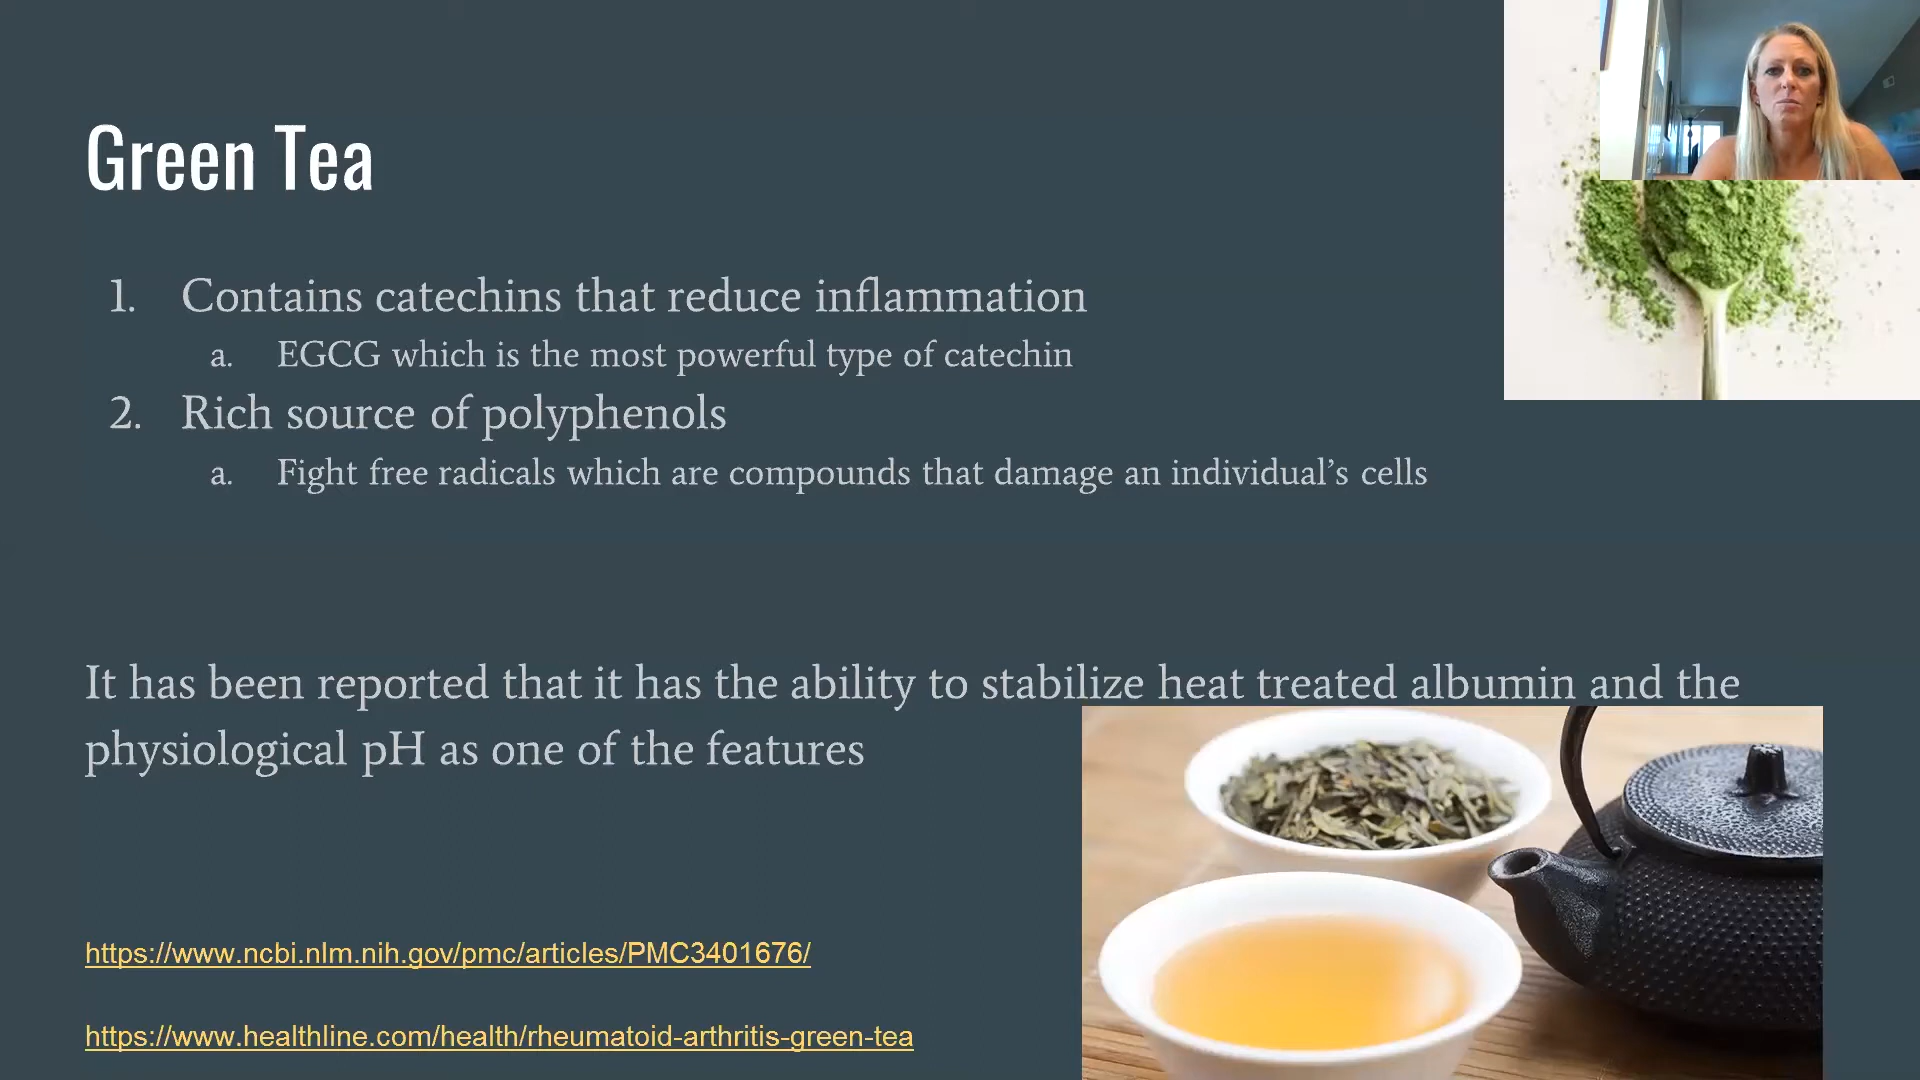 Green Tea
1. Contains catechins that reduce inflammation
a. EGCG which is the most powerful type of catechin
2. Rich source of polyphenols
a. Fight free radicals which are compounds that damage an individual’s cells
It has been reported that it has the ability to stabilize heat treated albumin and the
physiological pH as one of the features
https://www.ncbi.nlm.nih.gov/pmc/articles/PMC3401676/
https://www.healthline.com/health/rheumatoid-arthritis-green-tea